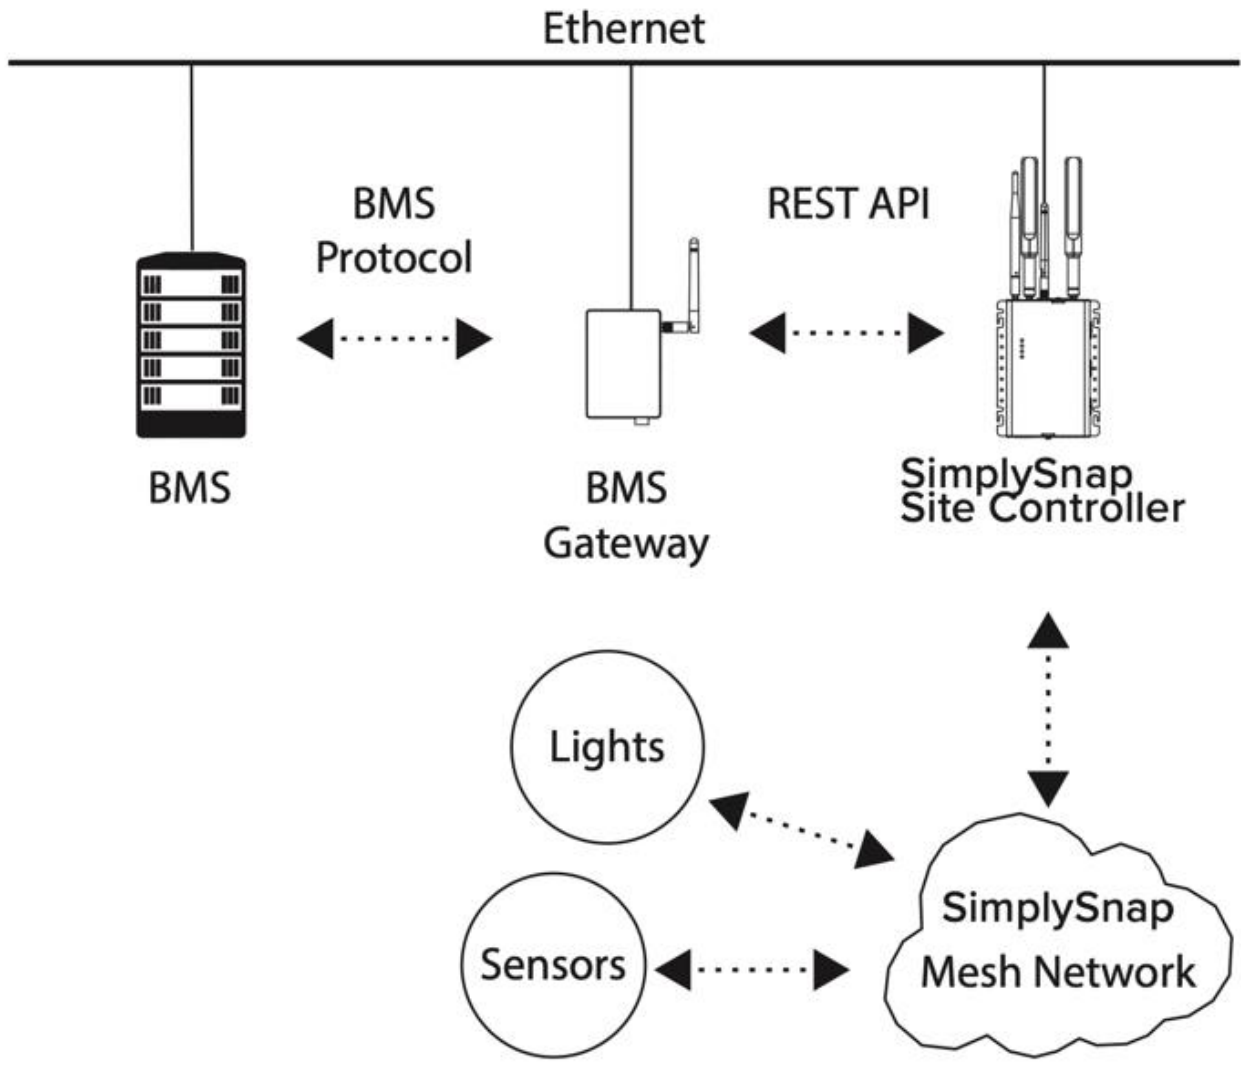 Ethernet
BMS
Protocol
REST API
BMS
BMS
Gateway
SimplySnap
Site Controller
Lights
Sensors
SimplySnap
Mesh Network